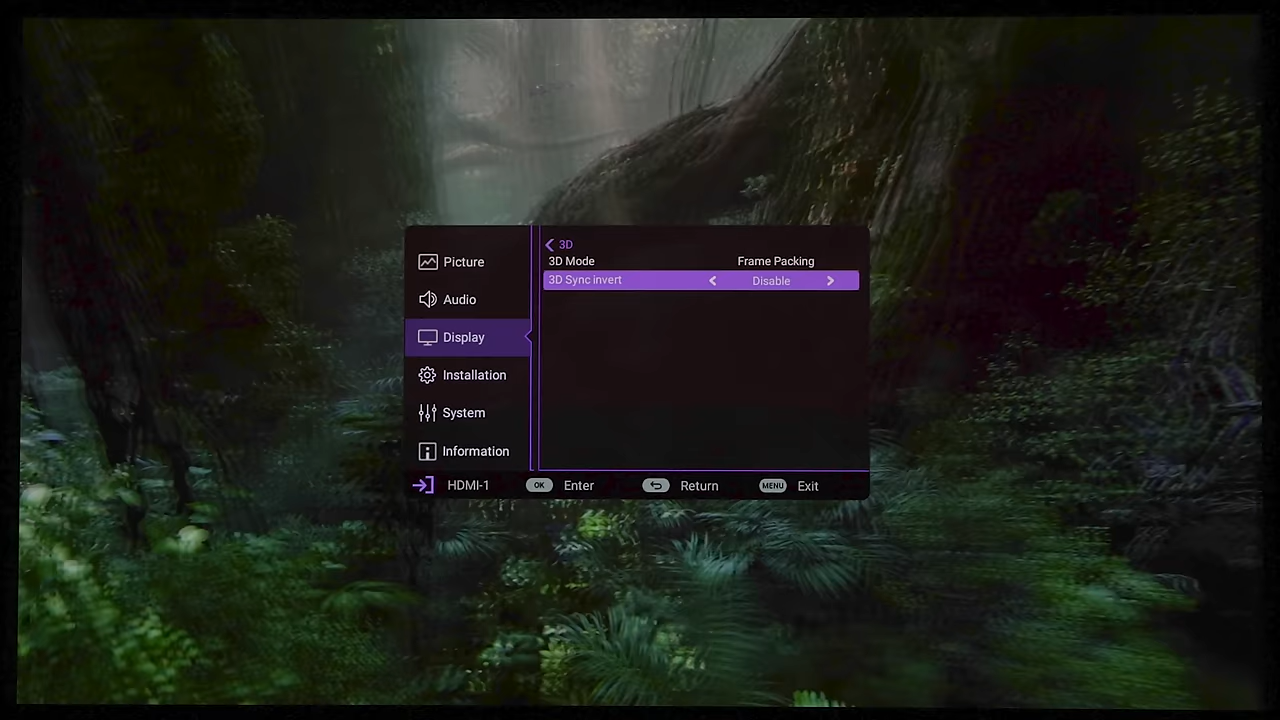 3D
3D Mode Frame Packing
3D Sync invert Disable
Picture
Audio
Display
Installation
System
Information
HDMI-1 OK Enter Return MENU Exit